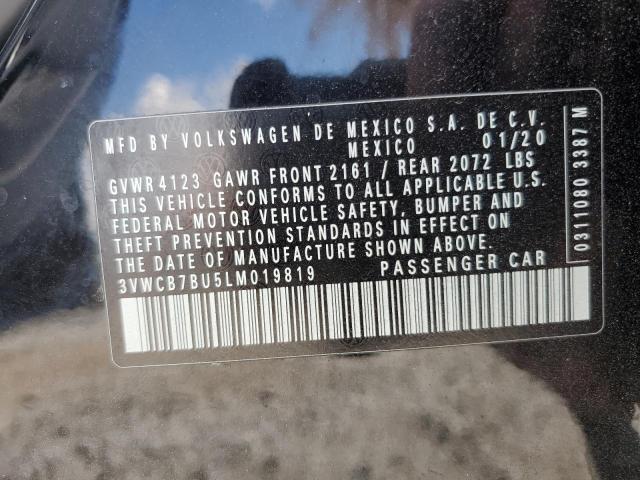 MFD BY VOLKSWAGEN DE MEXICO S.A. DE C.V.
MEXICO 01/20
GVWR 4123 GAWR FRONT 2161 / REAR 2072 LBS
THIS VEHICLE CONFORMS TO ALL APPLICABLE U.S.
FEDERAL MOTOR VEHICLE SAFETY, BUMPER AND
THEFT PREVENTION STANDARDS IN EFFECT ON
THE DATE OF MANUFACTURE SHOWN ABOVE.
3VWCB7BU5LM019819 PASSENGER CAR
0311080 3387 M